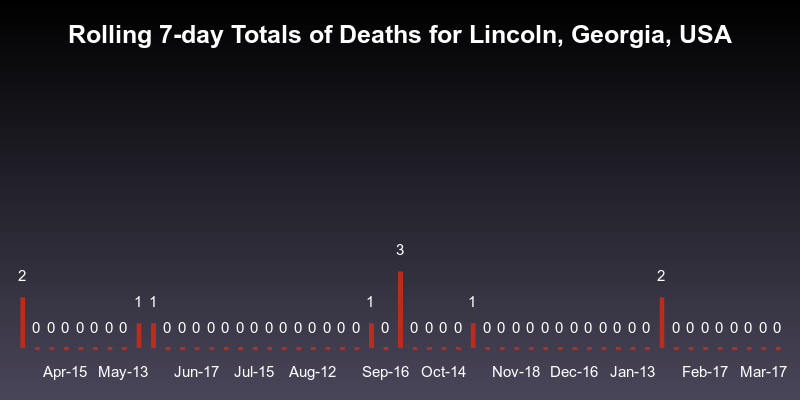 Rolling 7-day Totals of Deaths for Lincoln, Georgia, USA
3
2 2
1 1 1 1
0 0 0 0 0 0 0 0 0 0 0 0 0 0 0 0 0 0 0 0 0 0 0 0 0 0 0 0 0 0 0 0 0 0 0 0 0 0 0 0 0 0 0 0 0 0
Apr-15 May-13 Jun-17 Jul-15 Aug-12 Sep-16 Oct-14 Nov-18 Dec-16 Jan-13 Feb-17 Mar-17